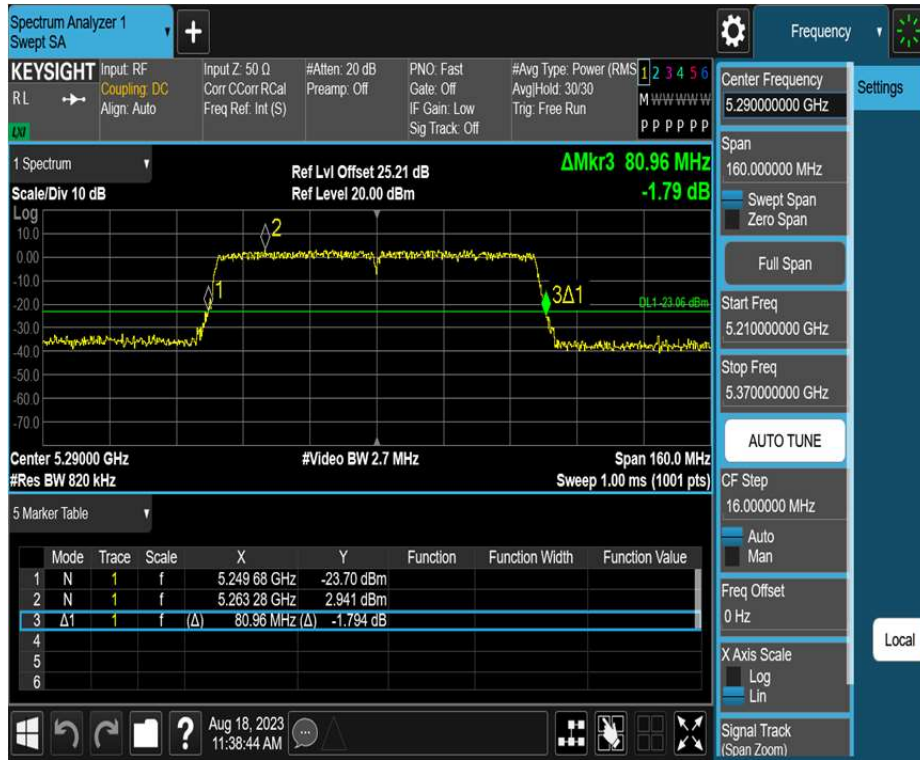 Spectrum Analyzer 1
Swept SA
+
Frequency
KEYSIGHT
RL
LXI
Input: RF
Coupling: DC
Align: Auto
Input Z: 50 Ω
Corr CCorr RCal
Freq Ref: Int (S)
#Atten: 20 dB
Preamp: Off
PNO: Fast
Gate: Off
IF Gain: Low
Sig Track: Off
#Avg Type: Power (RMS
Avg|Hold: 30/30
Trig: Free Run
1 2 3 4 5 6
M W W W W W
P P P P P P
1 Spectrum
Scale/Div 10 dB
Ref Lvl Offset 25.21 dB
Ref Level 20.00 dBm
ΔMkr3 80.96 MHz
-1.79 dB
Log
10.0
0.00
-10.0
-20.0
-30.0
-40.0
-50.0
-60.0
-70.0
2
1
3Δ1
DL1 -23.06 dBm
Center 5.29000 GHz
#Res BW 820 kHz
#Video BW 2.7 MHz
Span 160.0 MHz
Sweep 1.00 ms (1001 pts)
5 Marker Table
Mode Trace Scale X Y Function Function Width Function Value
1 N 1 f 5.249 68 GHz -23.70 dBm
2 N 1 f 5.263 28 GHz 2.941 dBm
3 Δ1 1 f (Δ) 80.96 MHz (Δ) -1.794 dB
4
5
6
Aug 18, 2023
11:38:44 AM
?
Center Frequency
5.290000000 GHz
Span
160.000000 MHz
Swept Span
Zero Span
Full Span
Start Freq
5.210000000 GHz
Stop Freq
5.370000000 GHz
AUTO TUNE
CF Step
16.000000 MHz
Auto
Man
Freq Offset
0 Hz
X Axis Scale
Log
Lin
Signal Track
(Span Zoom)
Settings
Local